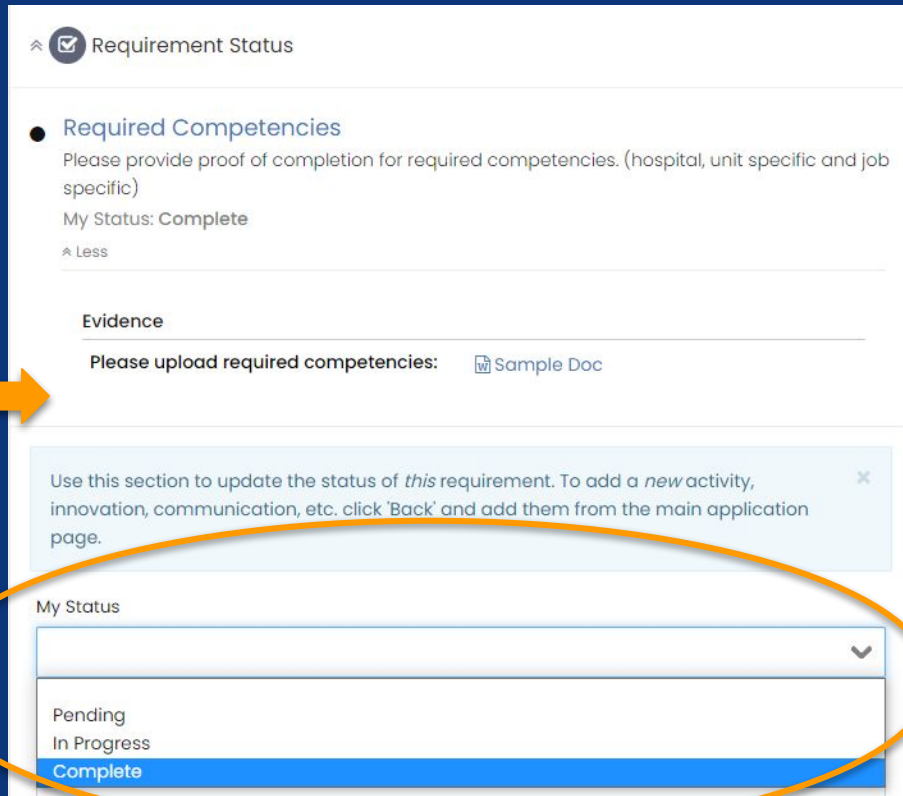 Requirement Status
Required Competencies
Please provide proof of completion for required competencies. (hospital, unit specific and job
specific)
My Status: Complete
Less
Evidence
Please upload required competencies: Sample Doc
Use this section to update the status of this requirement. To add a new activity,
innovation, communication, etc. click 'Back' and add them from the main application
page.
My Status
Pending
In Progress
Complete